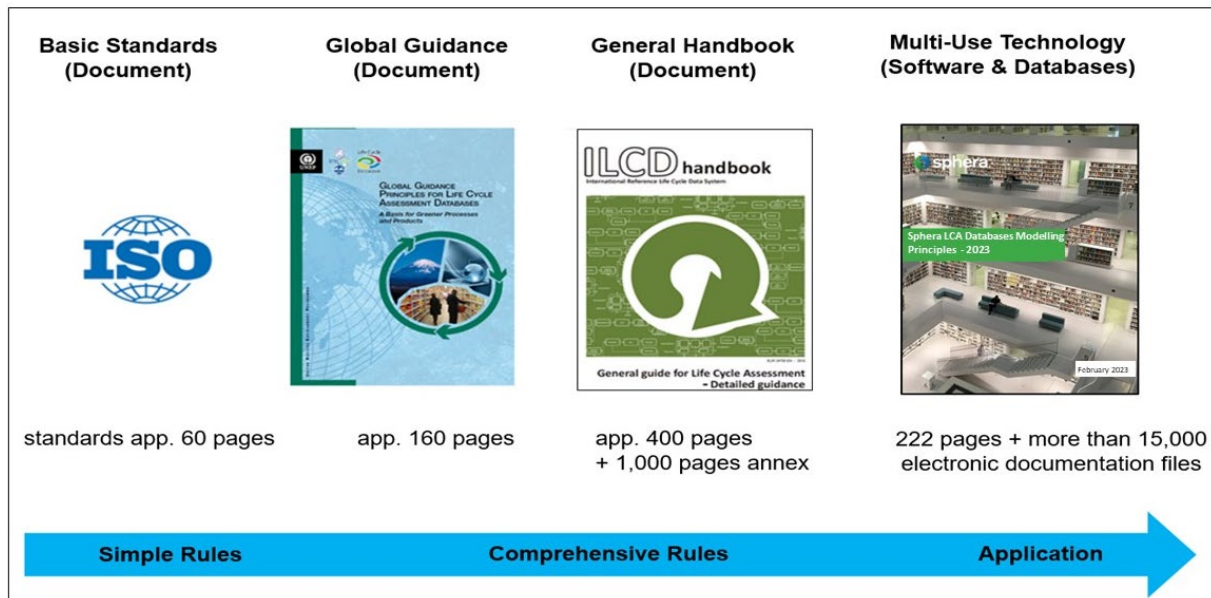 Basic Standards
(Document)
Global Guidance
(Document)
General Handbook
(Document)
Multi-Use Technology
(Software & Databases)
ISO
UNEP
GLOBAL GUIDANCE
PRINCIPLES FOR LIFE CYCLE
ASSESSMENT DATABASES
A Basis for Greener Processes
and Products
ILCD handbook
International Reference Life Cycle Data System
General guide for Life Cycle Assessment
- Detailed guidance
sphera
Sphera LCA Databases Modelling
Principles - 2023
February 2023
standards app. 60 pages
app. 160 pages
app. 400 pages
+ 1,000 pages annex
222 pages + more than 15,000
electronic documentation files
Simple Rules
Comprehensive Rules
Application